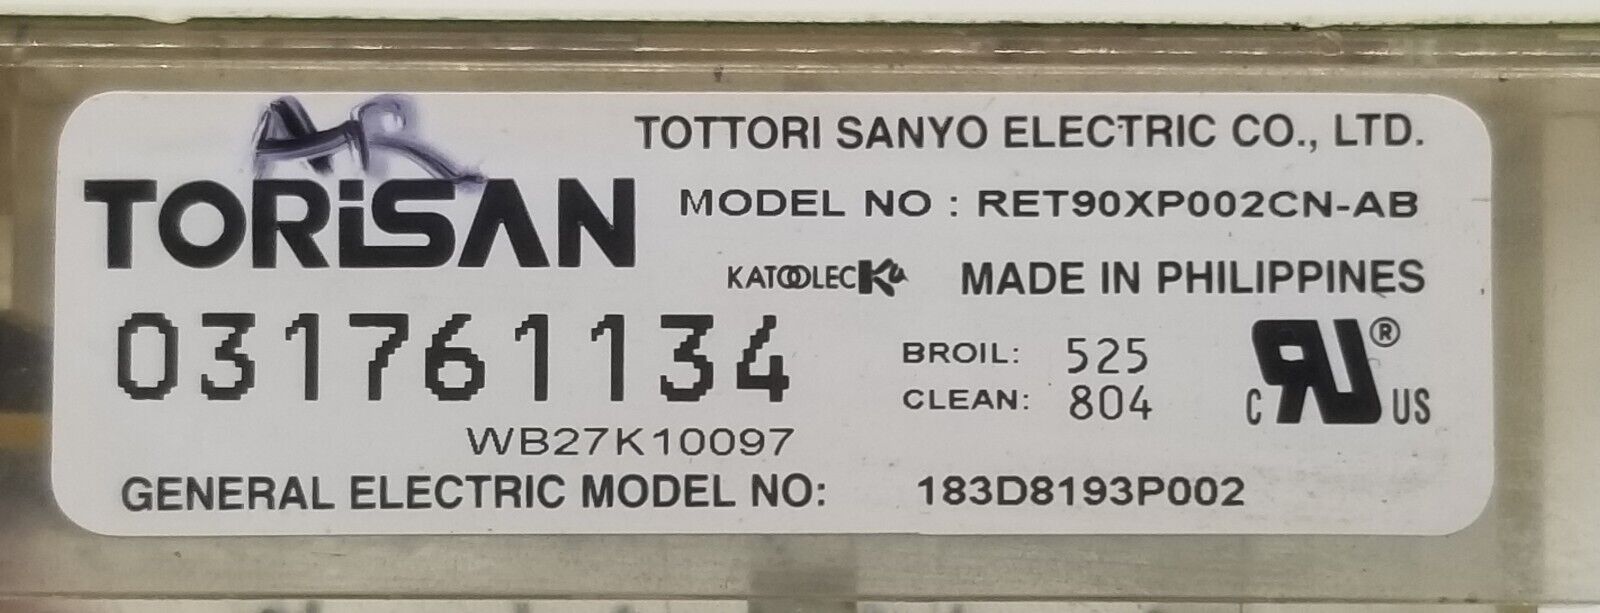 TOTTORI SANYO ELECTRIC CO., LTD.
TORiSAN
MODEL NO : RET90XP002CN-AB
KATOOLEC
MADE IN PHILIPPINES
031761134
BROIL: 525
CLEAN: 804
C US ®
WB27K10097
GENERAL ELECTRIC MODEL NO: 183D8193P002